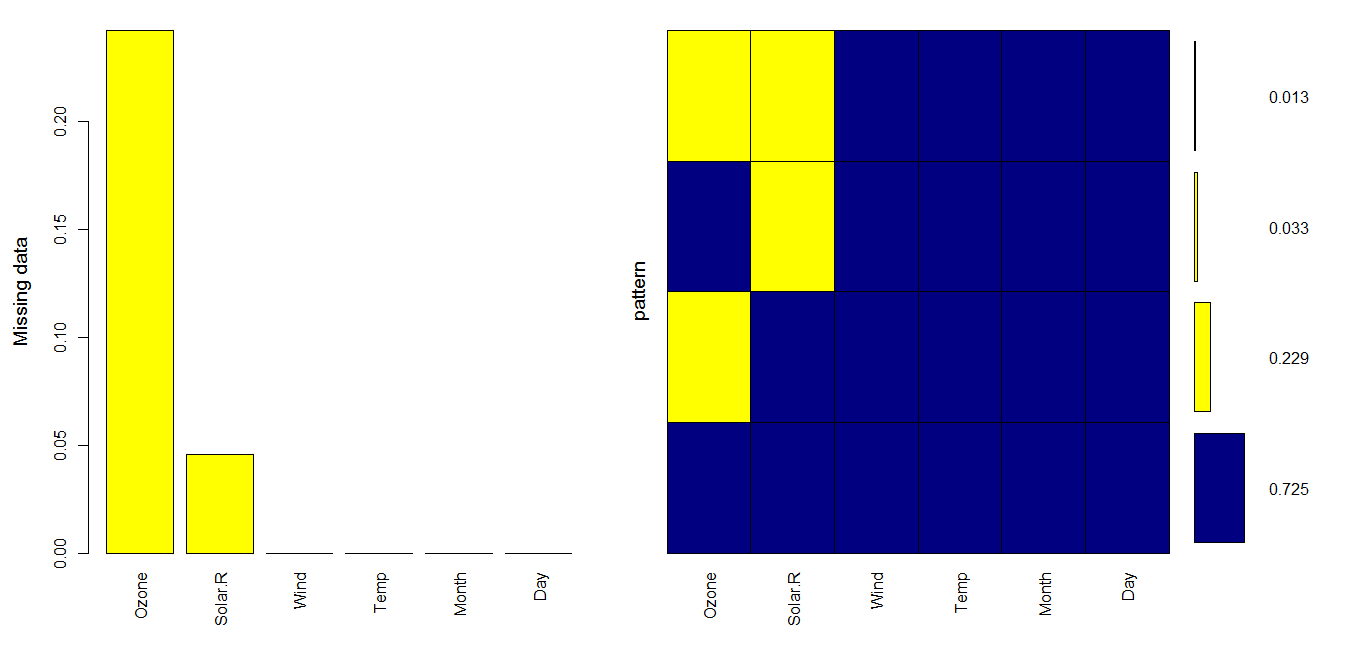 Missing data
0.20
0.15
0.10
0.05
0.00
Ozone
Solar.R
Wind
Temp
Month
Day
pattern
Ozone
Solar.R
Wind
Temp
Month
Day
0.013
0.033
0.229
0.725